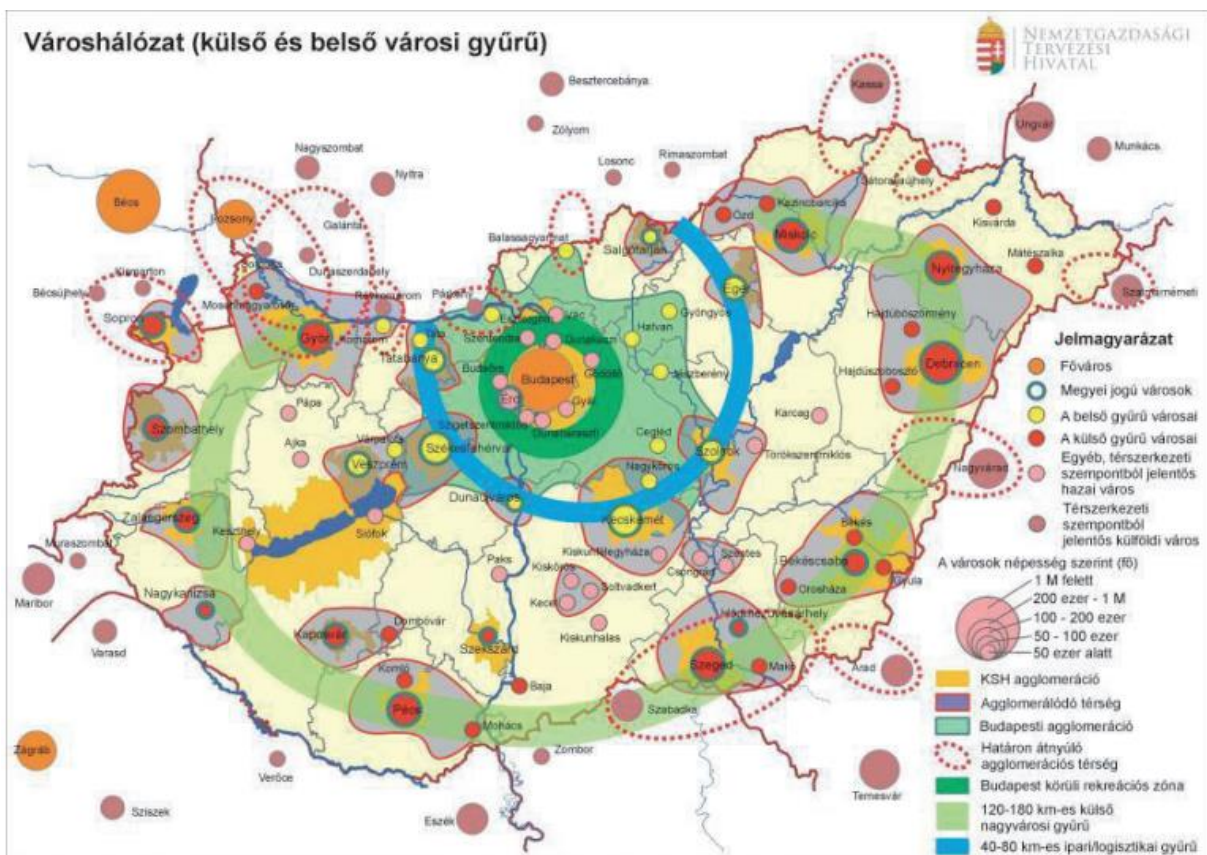 Városhálózat (külső és belső városi gyűrű)
NEMZETGAZDASÁGI
TERVEZÉSI
HIVATAL
Besztercebánya
Kassa
Ungvár
Zólyom
Munkács
Nagyszombat
Nyitra
Losonc
Rimaszombat
Sátoraljaújhely
Bécs
Pozsony
Galánta
Ózd
Kazincbarcika
Kisvárda
Balassagyarmat
Salgótarján
Miskolc
Mátészalka
Kismarton
Dunaszerdahely
Nyíregyháza
Bécsújhely
Mosonmagyaróvár
Révkomárom
Párkány
Eger
Szatmárnémeti
Sopron
Esztergom
Vác
Gyöngyös
Hajdúböszörmény
Győr
Komárom
Tata
Szentendre
Dunakeszi
Hatvan
Tatabánya
Budaörs
Budapest
Gödöllő
Jászberény
Hajdúszoboszló
Debrecen
Pápa
Érd
Gyál
Karcag
Szombathely
Ajka
Várpalota
Szigetszentmiklós
Dunaharaszti
Cegléd
Veszprém
Székesfehérvár
Szolnok
Törökszentmiklós
Nagykőrös
Nagyvárad
Dunaújváros
Zalaegerszeg
Siófok
Kecskemét
Keszthely
Békés
Muraszombat
Kiskunfélegyháza
Szentes
Békéscsaba
Paks
Kiskőrös
Csongrád
Gyula
Maribor
Soltvadkert
Orosháza
Nagykanizsa
Kecel
Hódmezővásárhely
Kaposvár
Dombóvár
Kiskunhalas
Varasd
Szekszárd
Komló
Szeged
Makó
Arad
Baja
Pécs
Szabadka
Mohács
Zágráb
Zombor
Verőce
Temesvár
Sziszek
Eszék
Jelmagyarázat
Főváros
Megyei jogú városok
A belső gyűrű városai
A külső gyűrű városai
Egyéb, térszerkezeti
szempontból jelentős
hazai város
Térszerkezeti
szempontból
jelentős külföldi város
A városok népesség szerint (fő)
1 M felett
200 ezer - 1 M
100 - 200 ezer
50 - 100 ezer
50 ezer alatt
KSH agglomeráció
Agglomerálódó térség
Budapesti agglomeráció
Határon átnyúló
agglomerációs térség
Budapest körüli rekreációs zóna
120-180 km-es külső
nagyvárosi gyűrű
40-80 km-es ipari/logisztikai gyűrű